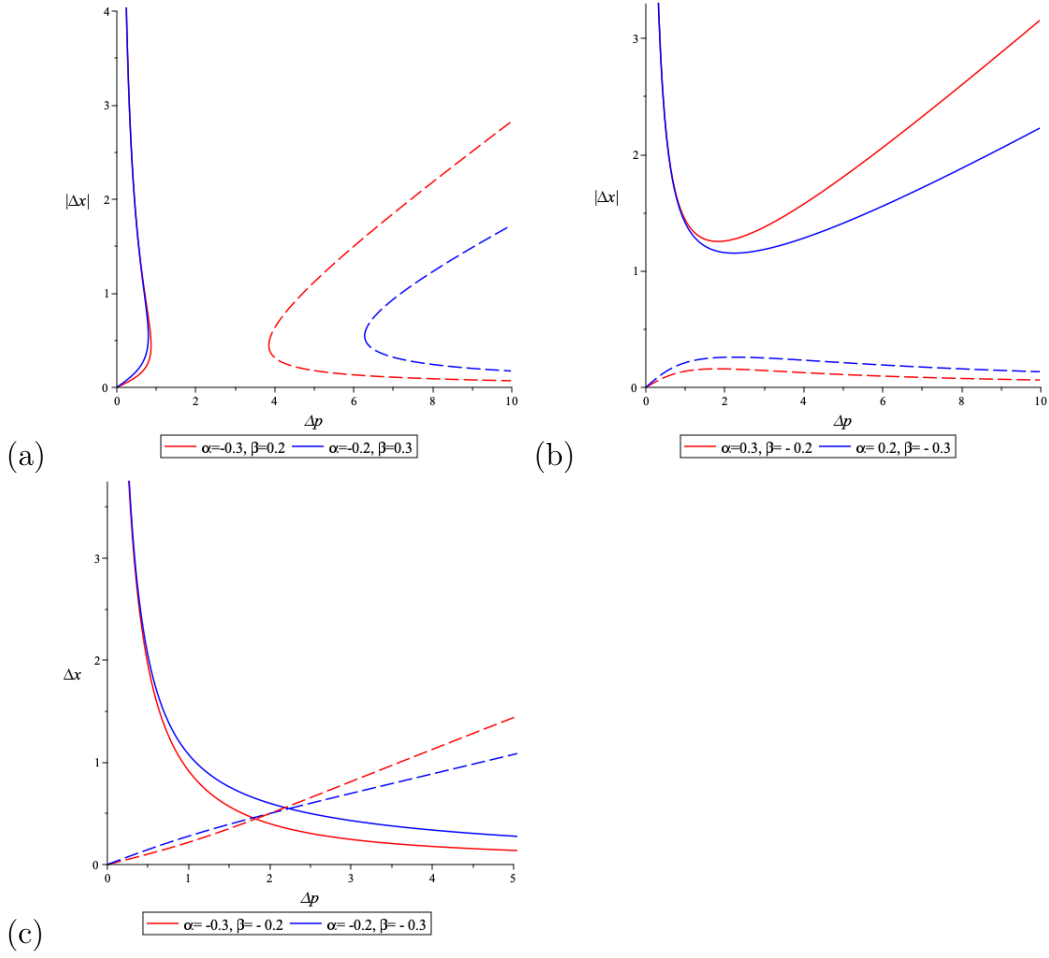 4
3
2
1
0
|Δx|
0 2 4 6 8 10
Δp
α=-0.3, β=0.2 α=-0.2, β=0.3
(a)
3
2
1
0
|Δx|
0 2 4 6 8 10
Δp
α=0.3, β= - 0.2 α= 0.2, β= - 0.3
(b)
3
2
1
0
Δx
0 1 2 3 4 5
Δp
α= -0.3, β= - 0.2 α= -0.2, β= - 0.3
(c)